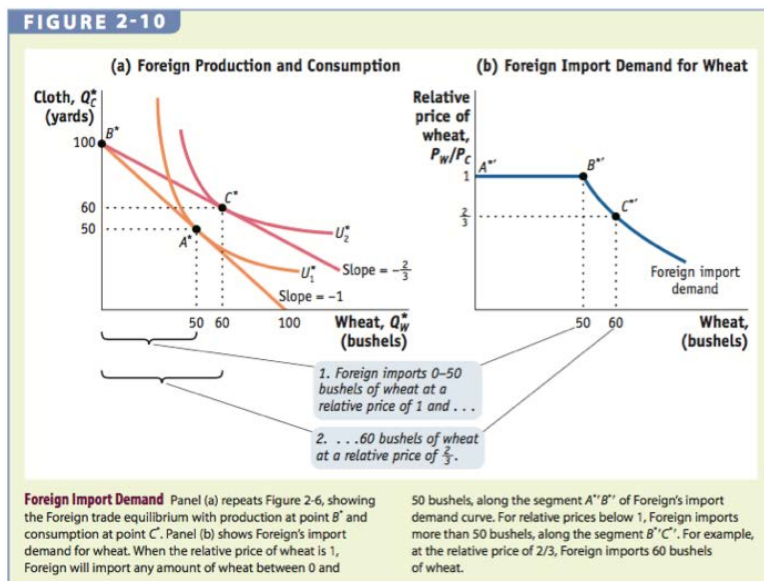 FIGURE 2-10
(a) Foreign Production and Consumption
Cloth, Q*C
(yards)
100
B*
60
50
C*
A*
U*2
U*1
Slope = –2/3
Slope = –1
50 60 100
Wheat, Q*W
(bushels)
(b) Foreign Import Demand for Wheat
Relative
price of
wheat,
PW/PC
1
A*′
B*′
2/3
C*′
Foreign import
demand
50 60
Wheat,
(bushels)
1. Foreign imports 0–50
bushels of wheat at a
relative price of 1 and . . .
2. . . .60 bushels of wheat
at a relative price of 2/3.
Foreign Import Demand Panel (a) repeats Figure 2-6, showing
the Foreign trade equilibrium with production at point B* and
consumption at point C*. Panel (b) shows Foreign's import
demand for wheat. When the relative price of wheat is 1,
Foreign will import any amount of wheat between 0 and
50 bushels, along the segment A*′B*′ of Foreign's import
demand curve. For relative prices below 1, Foreign imports
more than 50 bushels, along the segment B*′C*′. For example,
at the relative price of 2/3, Foreign imports 60 bushels
of wheat.